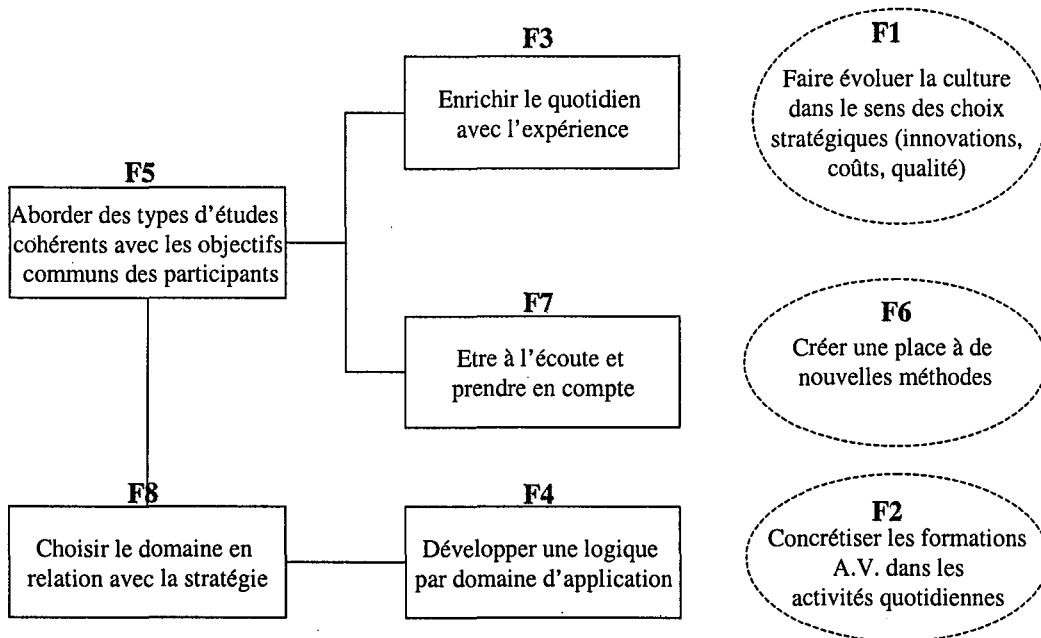 F3
Enrichir le quotidien
avec l'expérience
F1
Faire évoluer la culture
dans le sens des choix
stratégiques (innovations,
coûts, qualité)
F5
Aborder des types d'études
cohérents avec les objectifs
communs des participants
F7
Etre à l'écoute et
prendre en compte
F6
Créer une place à de
nouvelles méthodes
F8
Choisir le domaine en
relation avec la stratégie
F4
Développer une logique
par domaine d'application
F2
Concrétiser les formations
A.V. dans les
activités quotidiennes